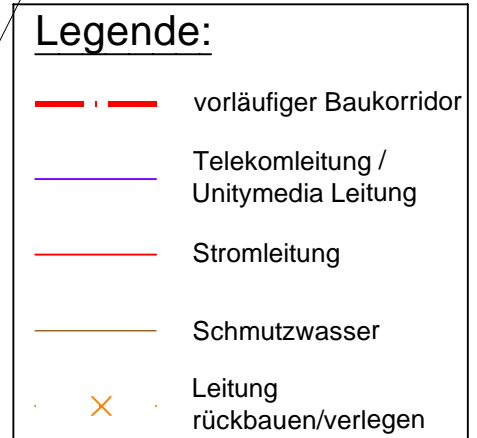 Legende:
vorläufiger Baukorridor
Telekomleitung /
Unitymedia Leitung
Stromleitung
Schmutzwasser
Leitung
rückbauen/verlegen